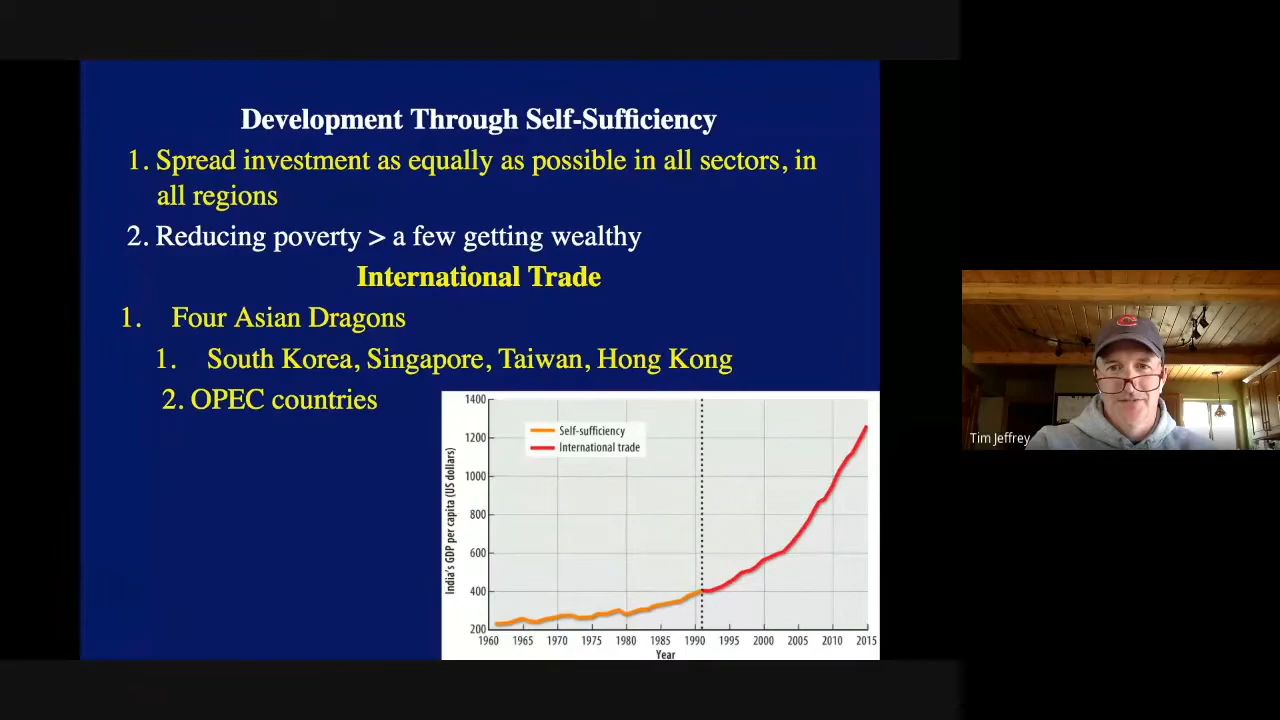 Development Through Self-Sufficiency
1. Spread investment as equally as possible in all sectors, in
all regions
2. Reducing poverty > a few getting wealthy
International Trade
1. Four Asian Dragons
1. South Korea, Singapore, Taiwan, Hong Kong
2. OPEC countries
1400
1200
1000
800
600
400
200
India's GDP per capita (US dollars)
Self-sufficiency
International trade
1960 1965 1970 1975 1980 1985 1990 1995 2000 2005 2010 2015
Year
Tim Jeffrey